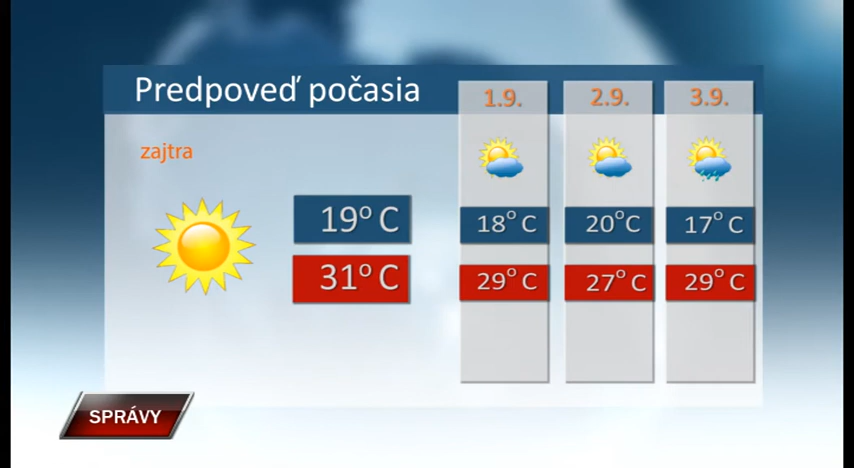 Predpoveď počasia
zajtra
19° C
31° C
1.9.
18° C
29° C
2.9.
20°C
27° C
3.9.
17° C
29° C
SPRÁVY